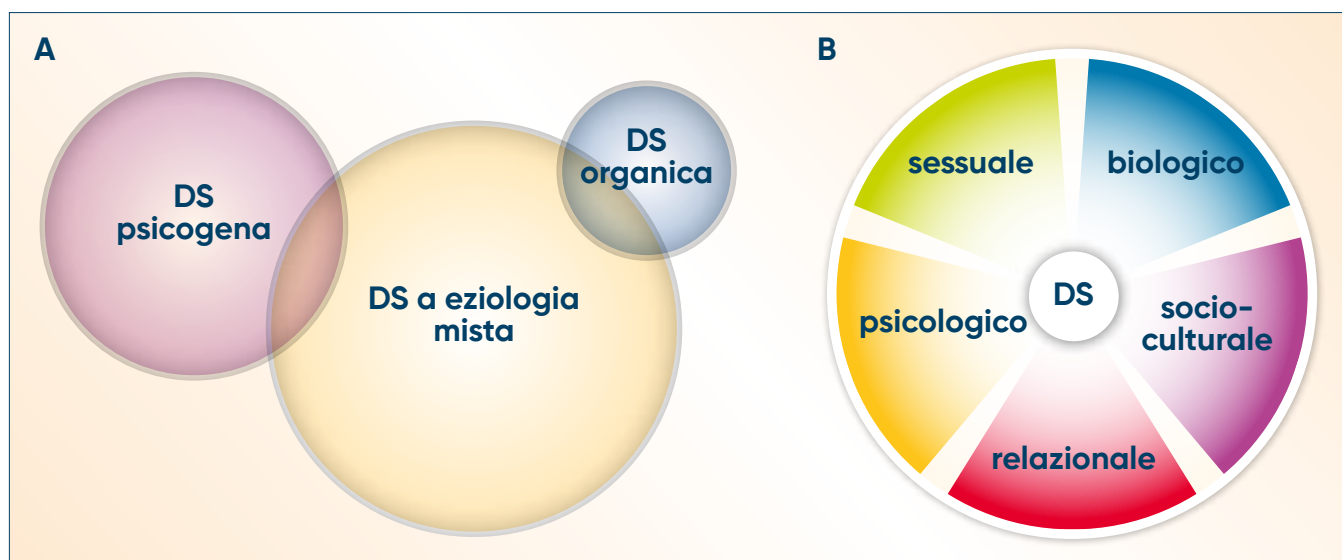 A
DS
psicogena
DS a eziologia
mista
DS
organica
B
sessuale
biologico
psicologico
DS
socio-
culturale
relazionale